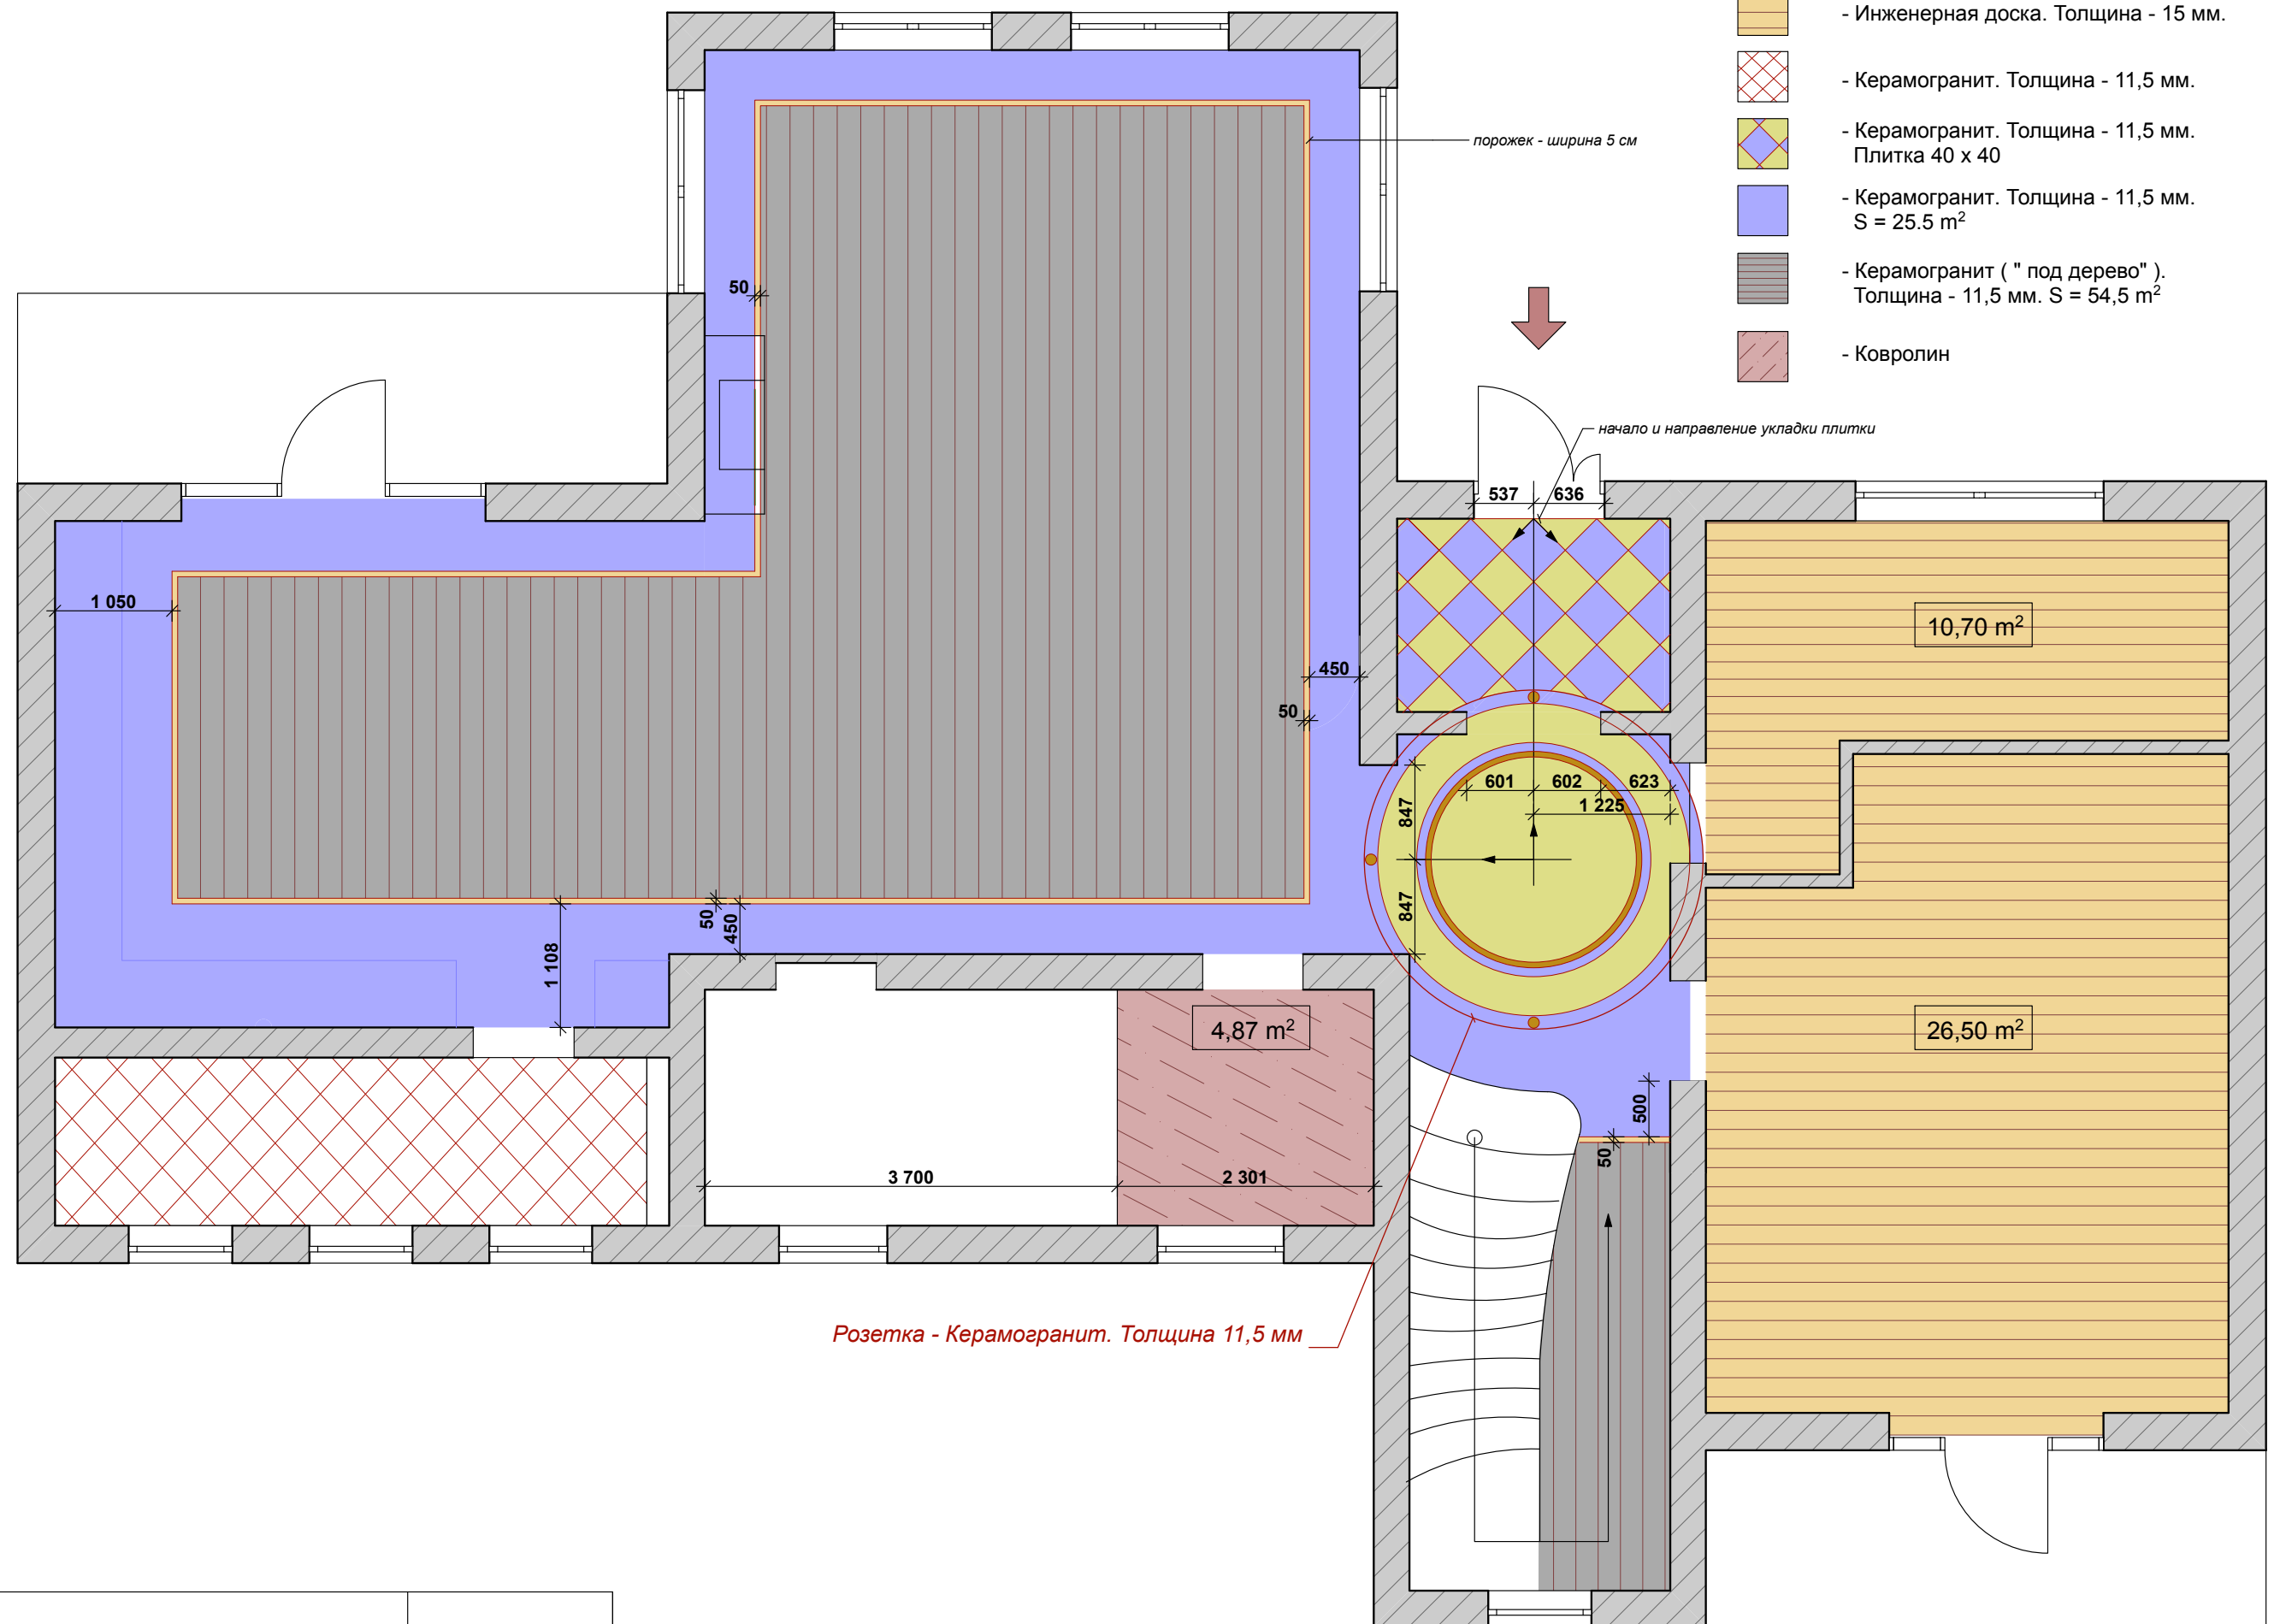 - Инженерная доска. Толщина - 15 мм.
- Керамогранит. Толщина - 11,5 мм.
- Керамогранит. Толщина - 11,5 мм.
Плитка 40 x 40
- Керамогранит. Толщина - 11,5 мм.
S = 25.5 m²
- Керамогранит ( " под дерево" ).
Толщина - 11,5 мм. S = 54,5 m²
- Ковролин
порожек - ширина 5 см
50
начало и направление укладки плитки
537
636
1 050
10,70 m²
450
50
601
602
623
1 225
847
847
50
450
1 108
4,87 m²
26,50 m²
500
50
3 700
2 301
Розетка - Керамогранит. Толщина 11,5 мм